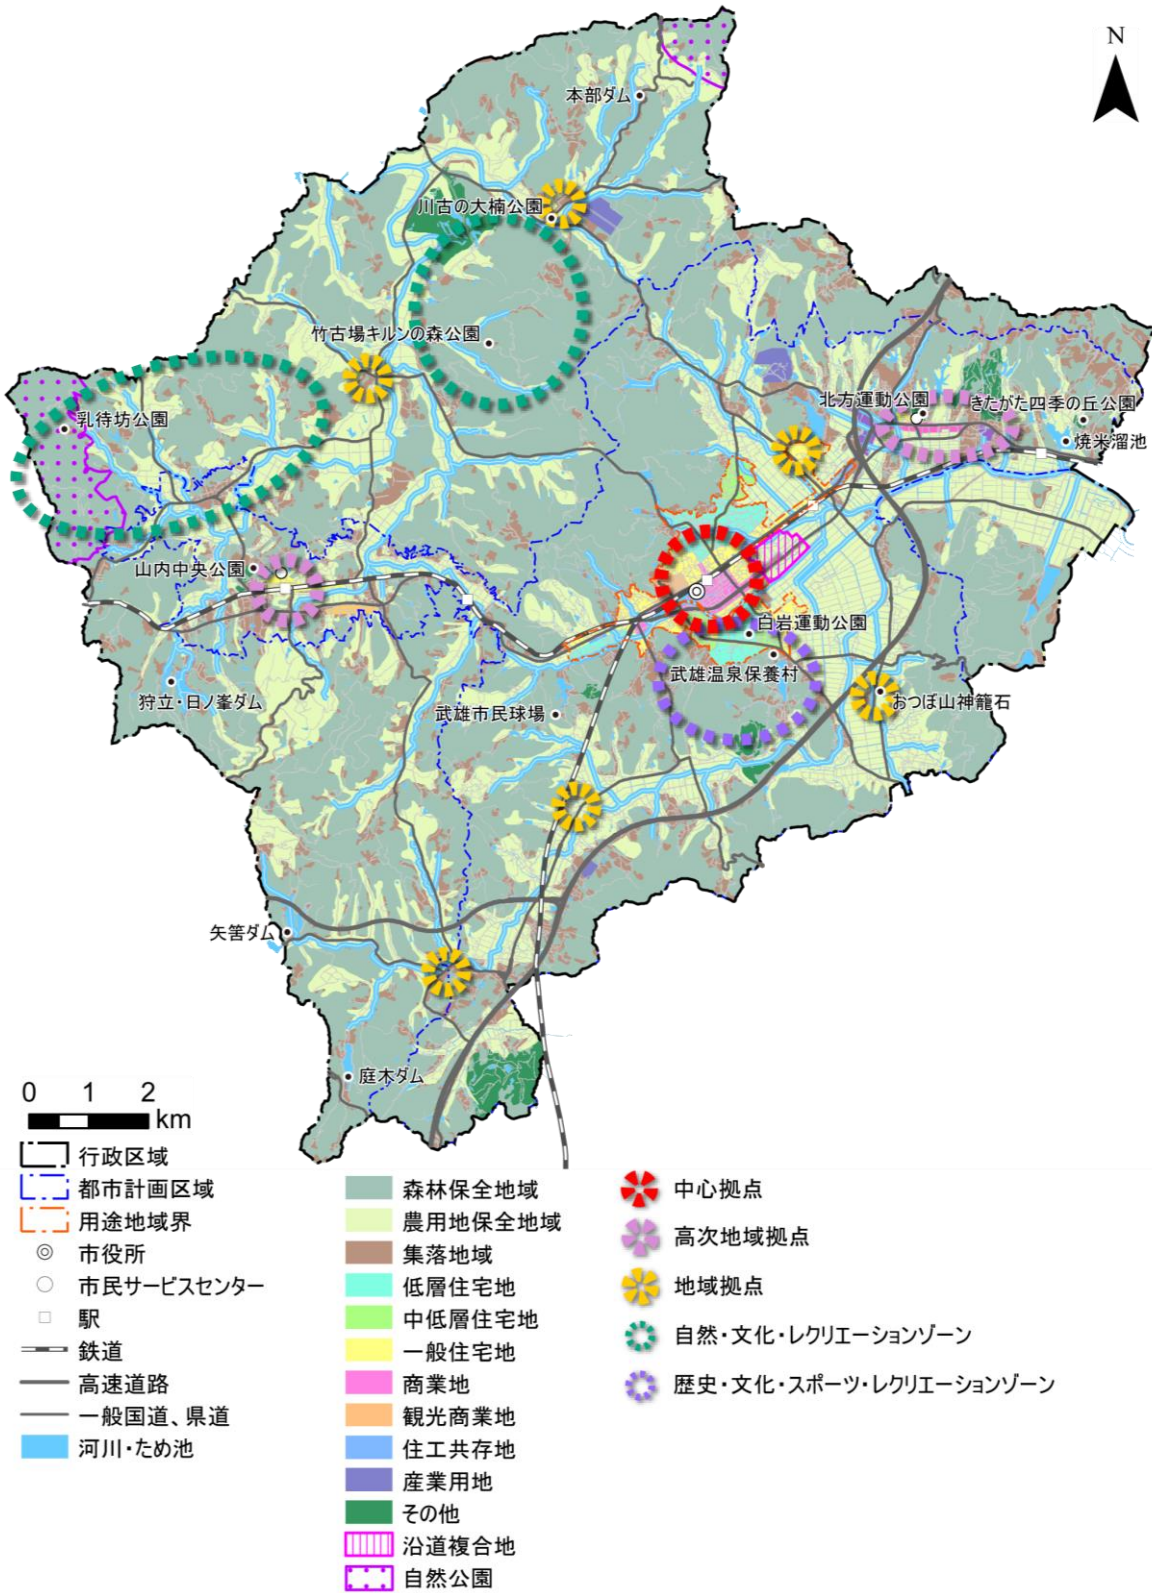 N
本部ダム
川古の大楠公園
竹古場キルンの森公園
乳待坊公園
北方運動公園
きたがた四季の丘公園
焼米溜池
山内中央公園
白岩運動公園
武雄温泉保養村
狩立・日ノ峯ダム
武雄市民球場
おつぼ山神籠石
矢筈ダム
庭木ダム
0 1 2
km
行政区域
都市計画区域
用途地域界
市役所
市民サービスセンター
駅
鉄道
高速道路
一般国道、県道
河川・ため池
森林保全地域
農用地保全地域
集落地域
低層住宅地
中低層住宅地
一般住宅地
商業地
観光商業地
住工共存地
産業用地
その他
沿道複合地
自然公園
中心拠点
高次地域拠点
地域拠点
自然・文化・レクリエーションゾーン
歴史・文化・スポーツ・レクリエーションゾーン